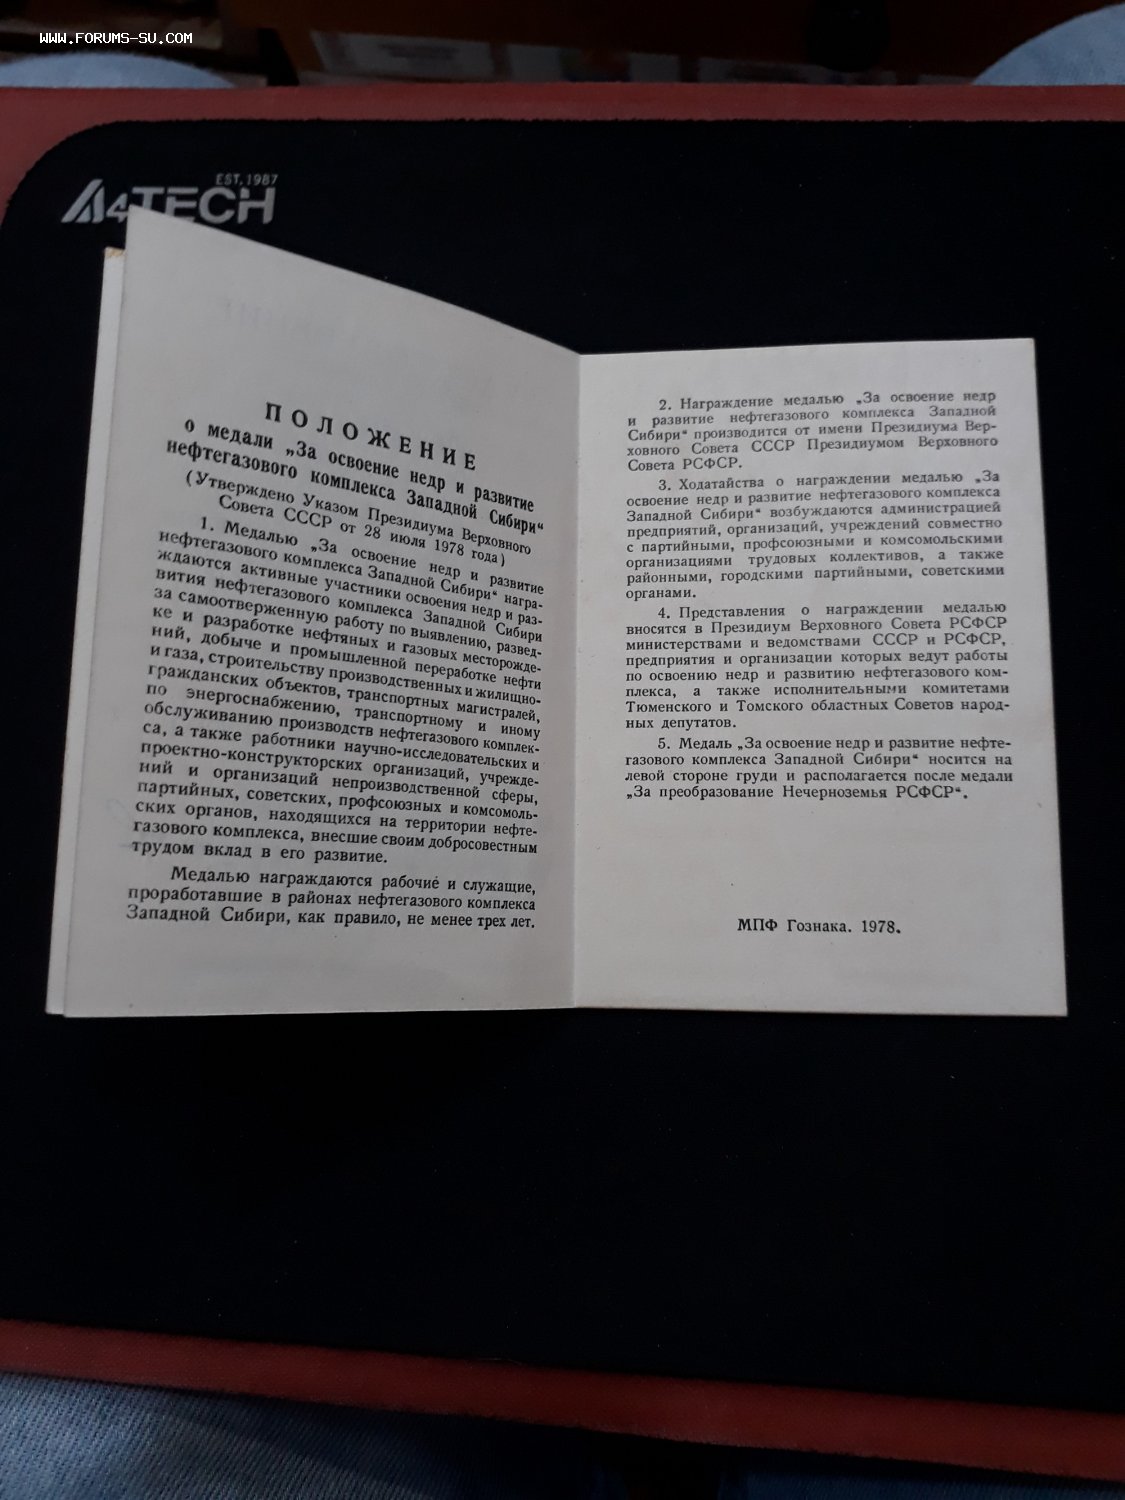 WWW.FORUMS-SU.COM
EST. 1987
A4TECH
ПОЛОЖЕНИЕ
о медали „За освоение недр и развитие
нефтегазового комплекса Западной Сибири“
(Утверждено Указом Президиума Верховного
Совета СССР от 28 июля 1978 года)
1. Медалью „За освоение недр и развитие
нефтегазового комплекса Западной Сибири“ награ-
ждаются активные участники освоения недр и раз-
вития нефтегазового комплекса Западной Сибири
за самоотверженную работу по выявлению, развед-
ке и разработке нефтяных и газовых месторожде-
ний, добыче и промышленной переработке нефти
и газа, строительству производственных и жилищно-
гражданских объектов, транспортных магистралей,
по энергоснабжению, транспортному и иному
обслуживанию производств нефтегазового комплек-
са, а также работники научно-исследовательских и
проектно-конструкторских организаций, учрежде-
ний и организаций непроизводственной сферы,
партийных, советских, профсоюзных и комсомоль-
ских органов, находящихся на территории нефте-
газового комплекса, внесшие своим добросовестным
трудом вклад в его развитие.
Медалью награждаются рабочие и служащие,
проработавшие в районах нефтегазового комплекса
Западной Сибири, как правило, не менее трех лет.
2. Награждение медалью „За освоение недр
и развитие нефтегазового комплекса Западной
Сибири“ производится от имени Президиума Вер-
ховного Совета СССР Президиумом Верховного
Совета РСФСР.
3. Ходатайства о награждении медалью „За
освоение недр и развитие нефтегазового комплекса
Западной Сибири“ возбуждаются администрацией
предприятий, организаций, учреждений совместно
с партийными, профсоюзными и комсомольскими
организациями трудовых коллективов, а также
районными, городскими партийными, советскими
органами.
4. Представления о награждении медалью
вносятся в Президиум Верховного Совета РСФСР
министерствами и ведомствами СССР и РСФСР,
предприятия и организации которых ведут работы
по освоению недр и развитию нефтегазового ком-
плекса, а также исполнительными комитетами
Тюменского и Томского областных Советов народ-
ных депутатов.
5. Медаль „За освоение недр и развитие нефте-
газового комплекса Западной Сибири“ носится на
левой стороне груди и располагается после медали
„За преобразование Нечерноземья РСФСР“.
МПФ Гознака. 1978.